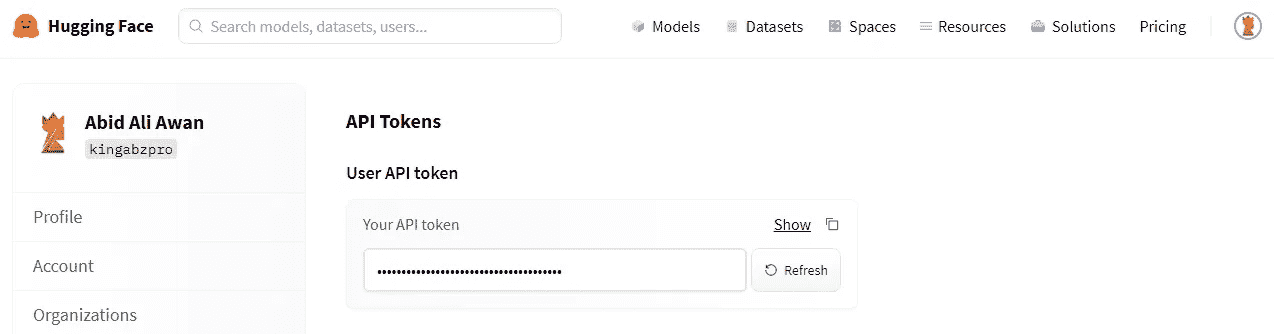 Hugging Face
Search models, datasets, users...
Models
Datasets
Spaces
Resources
Solutions
Pricing
Abid Ali Awan
kingabzpro
Profile
Account
Organizations
API Tokens
User API token
Your API token
Show
•••••••••••••••••••••••••••••••••••••
Refresh